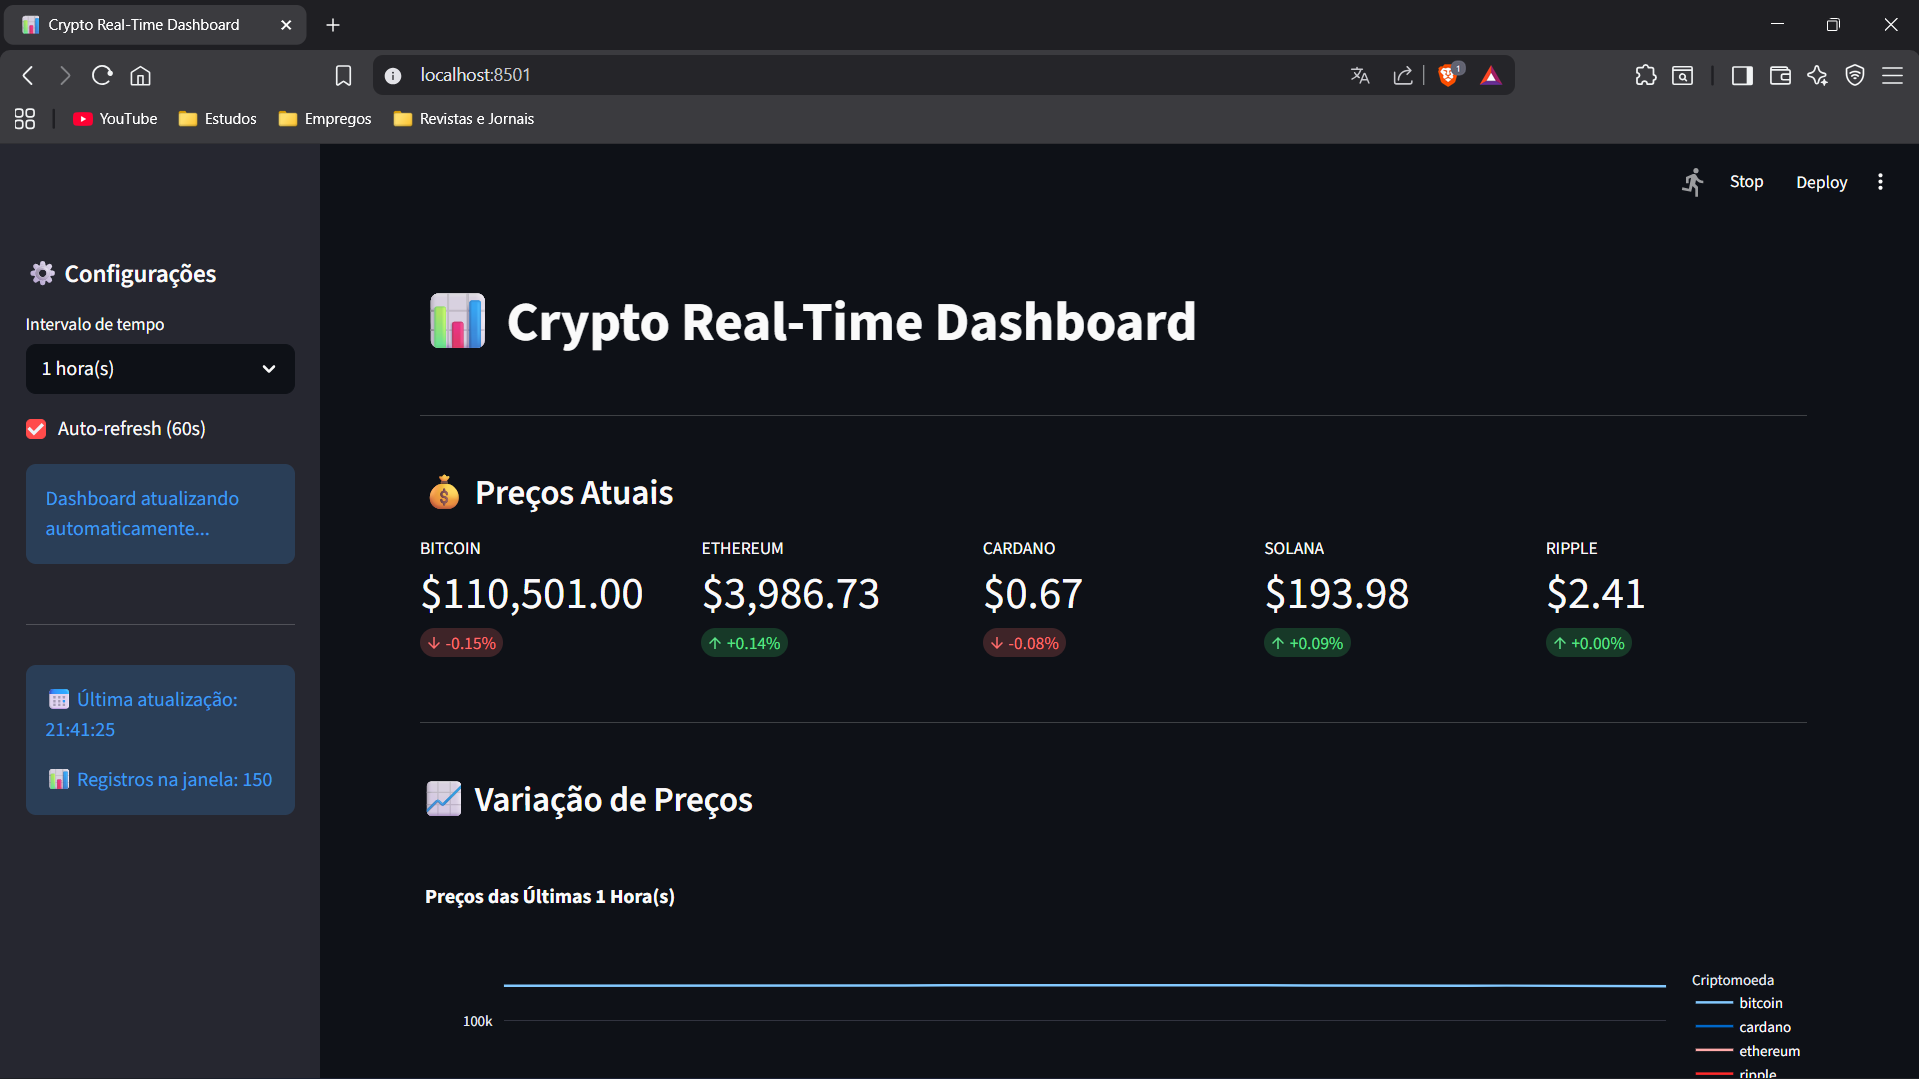 Crypto Real-Time Dashboard
localhost:8501
1
YouTube
Estudos
Empregos
Revistas e Jornais
Stop
Deploy
Configurações
Intervalo de tempo
1 hora(s)
Auto-refresh (60s)
Dashboard atualizando
automaticamente...
Última atualização:
21:41:25
Registros na janela: 150
Crypto Real-Time Dashboard
Preços Atuais
BITCOIN
$110,501.00
-0.15%
ETHEREUM
$3,986.73
+0.14%
CARDANO
$0.67
-0.08%
SOLANA
$193.98
+0.09%
RIPPLE
$2.41
+0.00%
Variação de Preços
Preços das Últimas 1 Hora(s)
100k
Criptomoeda
bitcoin
cardano
ethereum
ripple